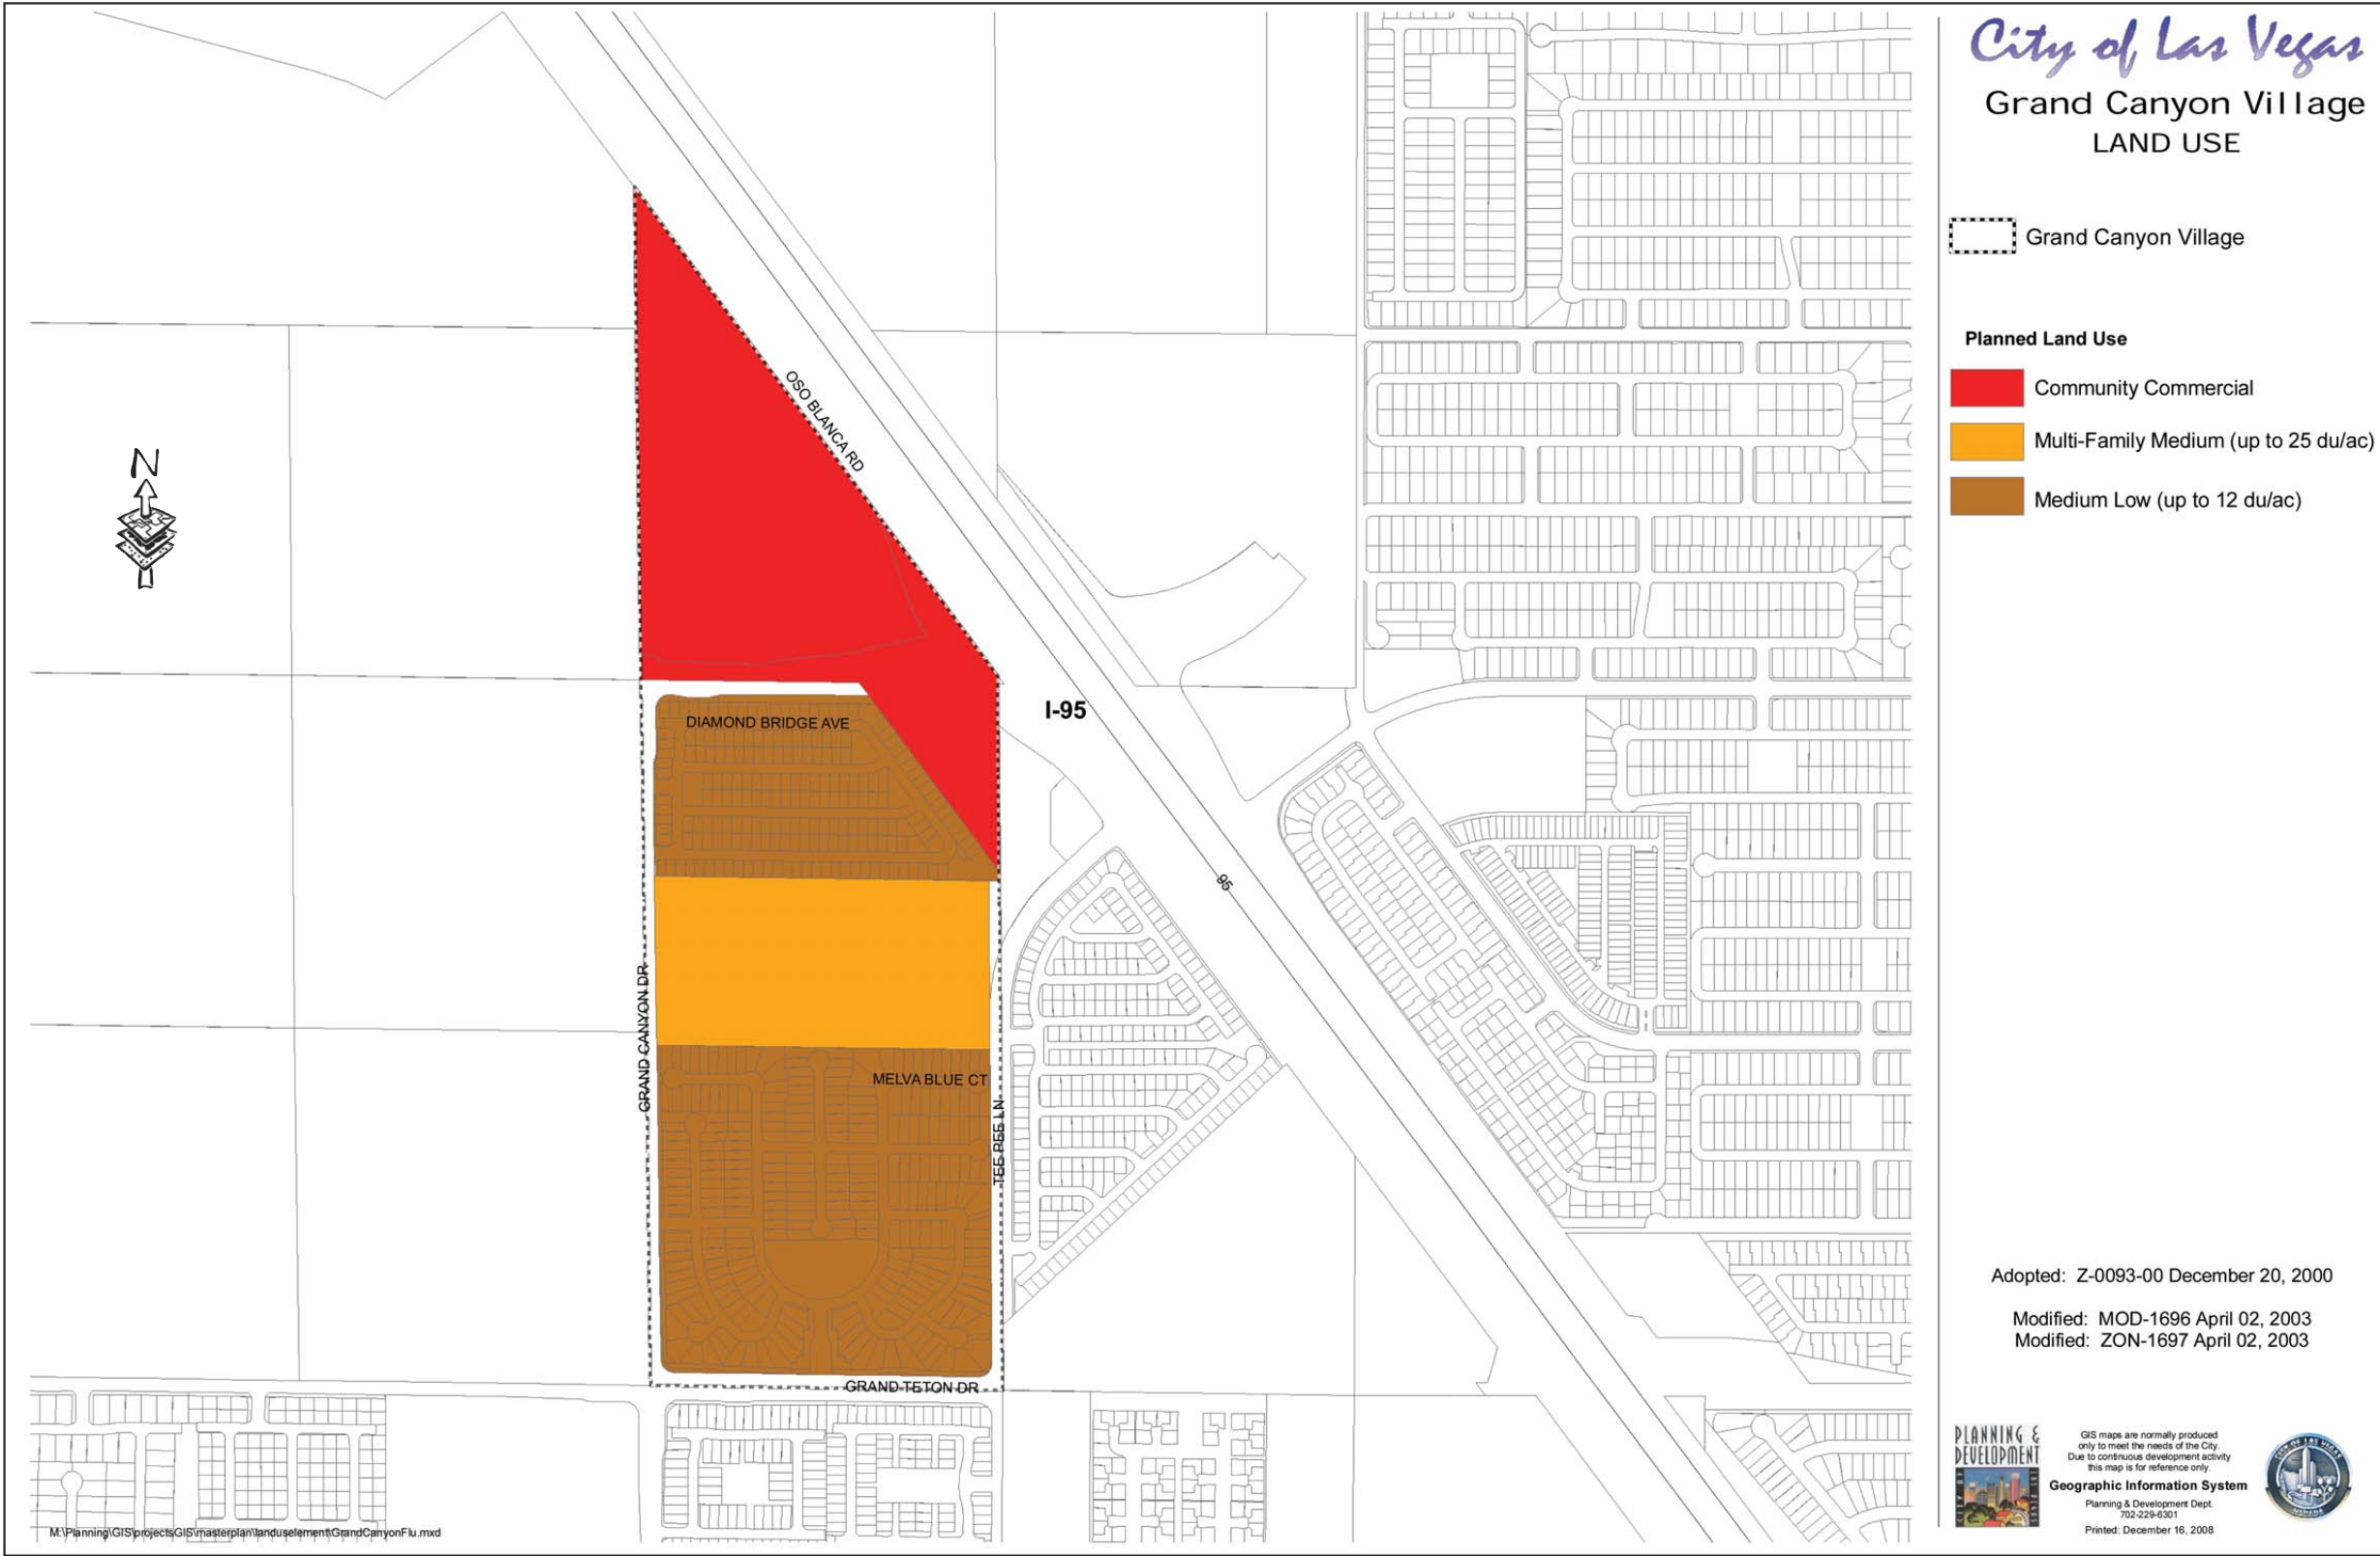 City of Las Vegas
Grand Canyon Village
LAND USE
Grand Canyon Village
Planned Land Use
Community Commercial
Multi-Family Medium (up to 25 du/ac)
Medium Low (up to 12 du/ac)
N
OSO BLANCA RD
I-95
DIAMOND BRIDGE AVE
95
GRAND CANYON DR
MELVA BLUE CT
TEE PEE LN
GRAND TETON DR
Adopted: Z-0093-00 December 20, 2000
Modified: MOD-1696 April 02, 2003
Modified: ZON-1697 April 02, 2003
PLANNING &
DEVELOPMENT
GIS maps are normally produced
only to meet the needs of the City.
Due to continuous development activity
this map is for reference only.
Geographic Information System
Planning & Development Dept.
702-229-6301
Printed: December 16, 2008
CITY OF LAS VEGAS
NEVADA
M:\Planning\GIS\projectsGIS\masterplan\landuselement\GrandCanyonFlu.mxd